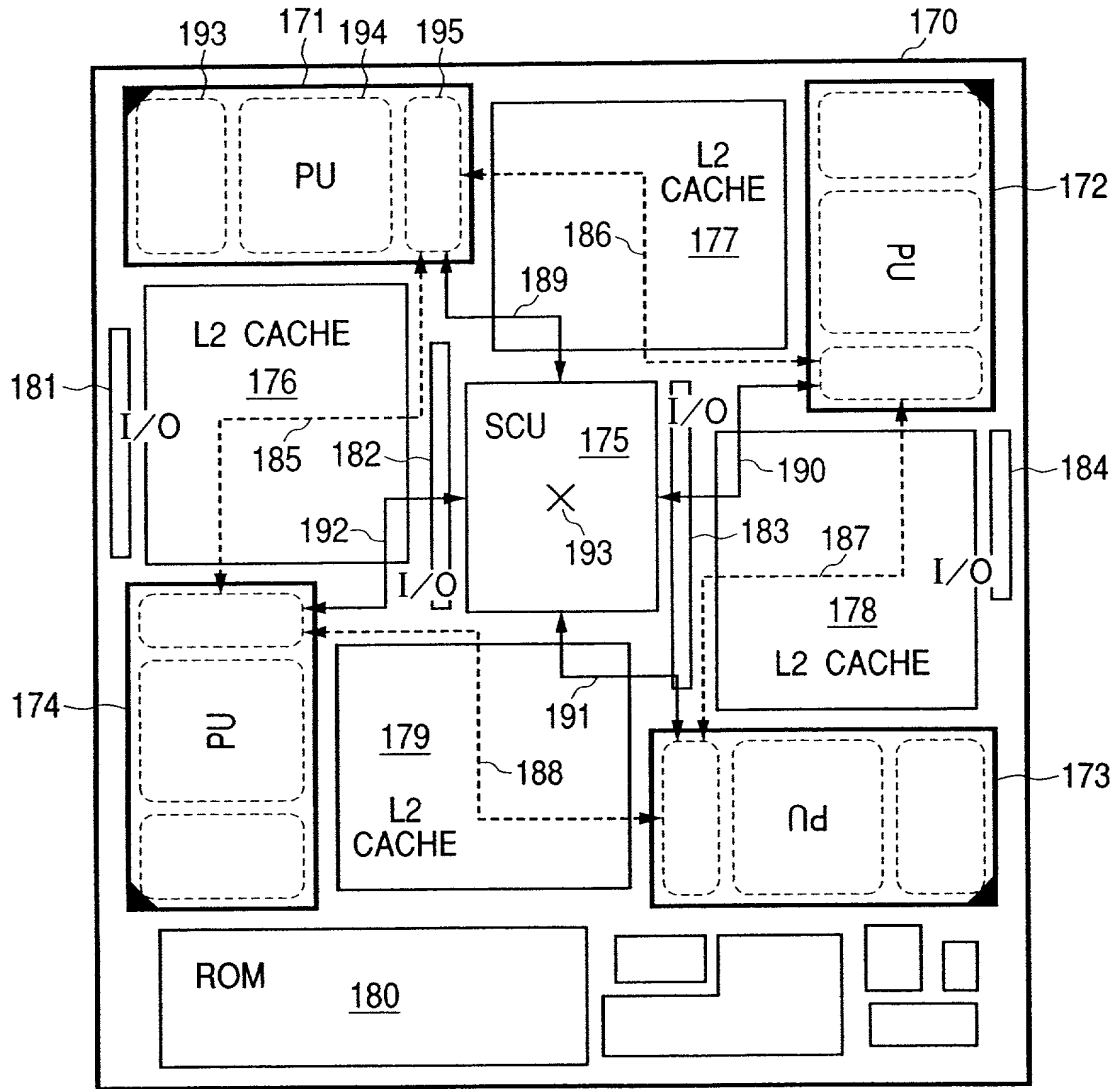 193
171
194
195
170
PU
L2
CACHE
177
172
PU
186
189
L2 CACHE
176
181
I/O
185
182
SCU
175
193
I/O
190
183
184
192
I/O
187
I/O
178
L2 CACHE
174
PU
191
179
188
L2
CACHE
173
PU
ROM
180